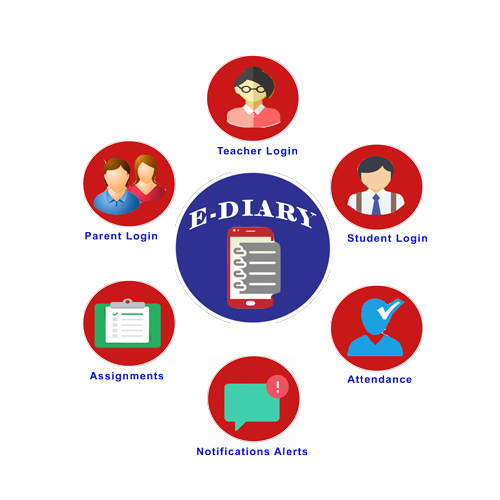 Teacher Login
Parent Login
E-DIARY
Student Login
Assignments
Attendance
!
Notifications Alerts